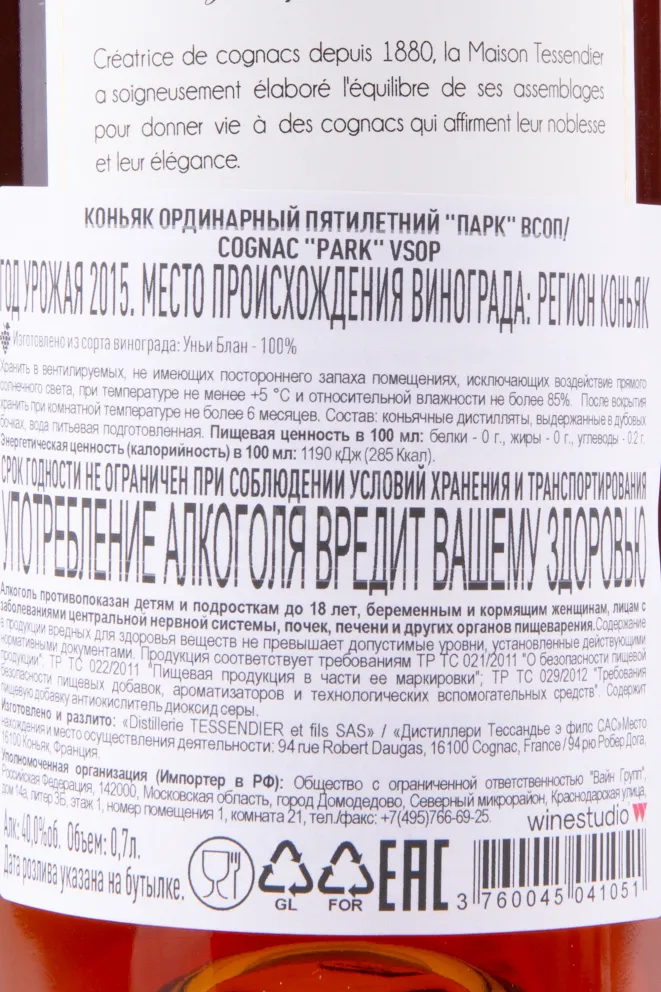 Créatrice de cognacs depuis 1880, la Maison Tessendier
a soigneusement élaboré l'équilibre de ses assemblages
pour donner vie à des cognacs qui affirment leur noblesse
et leur élégance.
КОНЬЯК ОРДИНАРНЫЙ ПЯТИЛЕТНИЙ "ПАРК" ВСОП/
COGNAC "PARK" VSOP
ГОД УРОЖАЯ 2015. МЕСТО ПРОИСХОЖДЕНИЯ ВИНОГРАДА: РЕГИОН КОНЬЯК
Изготовлено из сорта винограда: Уньи Блан - 100%
Хранить в вентилируемых, не имеющих постороннего запаха помещениях, исключающих воздействие прямого
солнечного света, при температуре не менее +5 °С и относительной влажности не более 85%. После вскрытия
хранить при комнатной температуре не более 6 месяцев. Состав: коньячные дистилляты, выдержанные в дубовых
бочках, вода питьевая подготовленная. Пищевая ценность в 100 мл: белки - 0 г., жиры - 0 г., углеводы - 0.2 г.
Энергетическая ценность (калорийность) в 100 мл: 1190 кДж (285 Ккал).
СРОК ГОДНОСТИ НЕ ОГРАНИЧЕН ПРИ СОБЛЮДЕНИИ УСЛОВИЙ ХРАНЕНИЯ И ТРАНСПОРТИРОВАНИЯ
УПОТРЕБЛЕНИЕ АЛКОГОЛЯ ВРЕДИТ ВАШЕМУ ЗДОРОВЬЮ
Алкоголь противопоказан детям и подросткам до 18 лет, беременным и кормящим женщинам, лицам с
заболеваниями центральной нервной системы, почек, печени и других органов пищеварения.Содержание
в продукции вредных для здоровья веществ не превышает допустимые уровни, установленные действующими
нормативными документами. Продукция соответствует требованиям ТР ТС 021/2011 "О безопасности пищевой
продукции", ТР ТС 022/2011 "Пищевая продукция в части ее маркировки"; ТР ТС 029/2012 "Требования
безопасности пищевых добавок, ароматизаторов и технологических вспомогательных средств". Содержит
пищевую добавку антиокислитель диоксид серы.
Изготовлено и разлито: «Distillerie TESSENDIER et fils SAS» / «Дистиллери Тессандье э филс САС»Место
нахождения и место осуществления деятельности: 94 rue Robert Daugas, 16100 Cognac, France / 94 рю Робер Дога,
16100 Коньяк, Франция.
Уполномоченная организация (Импортер в РФ): Общество с ограниченной ответственностью "Вайн Групп",
Российская Федерация, 142000, Московская область, город Домодедово, Северный микрорайон, Краснодарская улица,
дом 14а, литер 3Б, этаж 1, номер помещения 1, комната 21, тел./факс: +7(495)766-69-25.
winestudio W
Алк: 40,0%об. Объем: 0,7л.
Дата розлива указана на бутылке.
GL
FOR
EAC
3 760045 041051